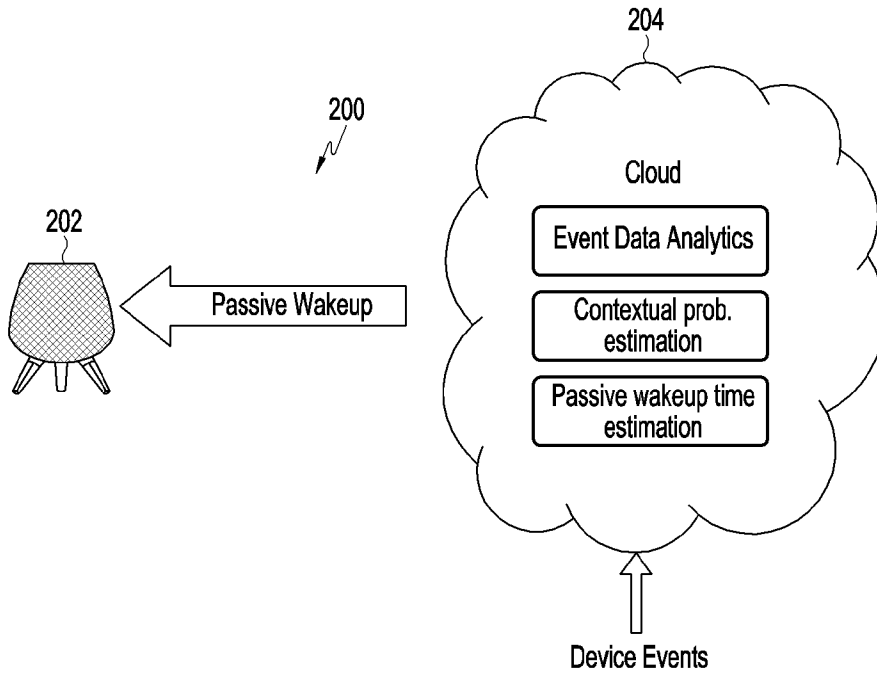 204
200
Cloud
202
Event Data Analytics
Passive Wakeup
Contextual prob.
estimation
Passive wakeup time
estimation
Device Events